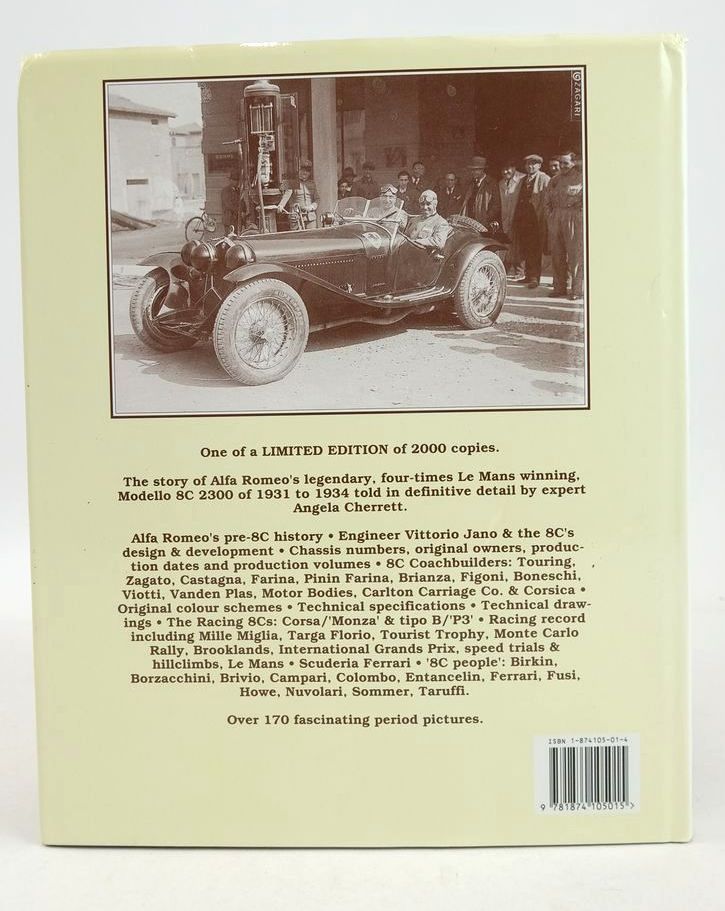 ©ZAGARI
One of a LIMITED EDITION of 2000 copies.
The story of Alfa Romeo's legendary, four-times Le Mans winning,
Modello 8C 2300 of 1931 to 1934 told in definitive detail by expert
Angela Cherrett.
Alfa Romeo's pre-8C history • Engineer Vittorio Jano & the 8C's
design & development • Chassis numbers, original owners, produc-
tion dates and production volumes • 8C Coachbuilders: Touring,
Zagato, Castagna, Farina, Pinin Farina, Brianza, Figoni, Boneschi,
Viotti, Vanden Plas, Motor Bodies, Carlton Carriage Co. & Corsica •
Original colour schemes • Technical specifications • Technical draw-
ings • The Racing 8Cs: Corsa/'Monza' & tipo B/'P3' • Racing record
including Mille Miglia, Targa Florio, Tourist Trophy, Monte Carlo
Rally, Brooklands, International Grands Prix, speed trials &
hillclimbs, Le Mans • Scuderia Ferrari • '8C people': Birkin,
Borzacchini, Brivio, Campari, Colombo, Entancelin, Ferrari, Fusi,
Howe, Nuvolari, Sommer, Taruffi.
Over 170 fascinating period pictures.
ISBN 1-874105-01-4
9 781874 105015 >